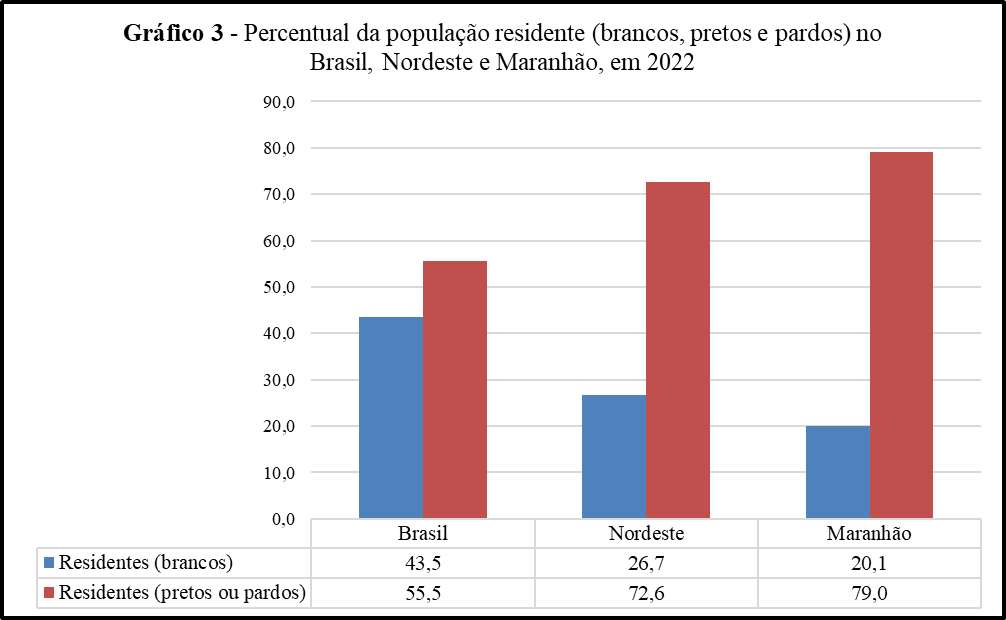 Gráfico 3 - Percentual da população residente (brancos, pretos e pardos) no
Brasil, Nordeste e Maranhão, em 2022
90,0
80,0
70,0
60,0
50,0
40,0
30,0
20,0
10,0
0,0
Brasil Nordeste Maranhão
Residentes (brancos) 43,5 26,7 20,1
Residentes (pretos ou pardos) 55,5 72,6 79,0